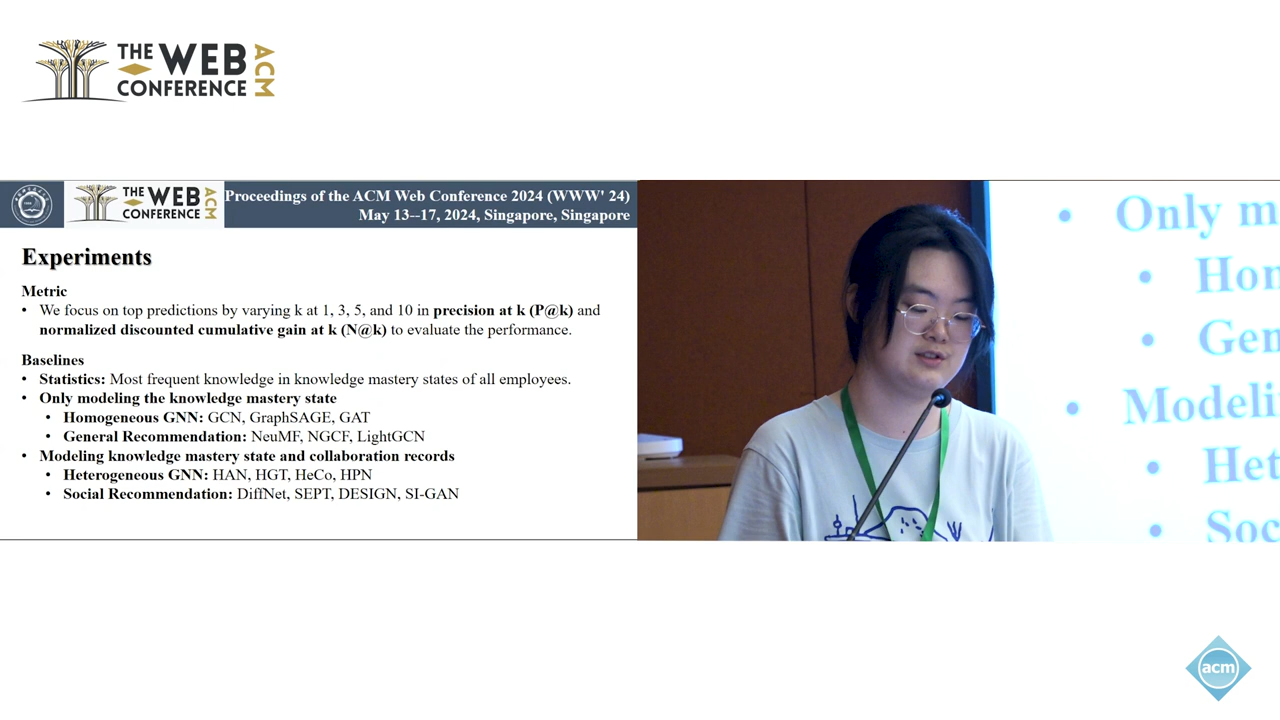 THE WEB CONFERENCE ACM
THE WEB CONFERENCE ACM
Proceedings of the ACM Web Conference 2024 (WWW' 24)
May 13--17, 2024, Singapore, Singapore
Experiments
Metric
• We focus on top predictions by varying k at 1, 3, 5, and 10 in precision at k (P@k) and
normalized discounted cumulative gain at k (N@k) to evaluate the performance.
Baselines
• Statistics: Most frequent knowledge in knowledge mastery states of all employees.
• Only modeling the knowledge mastery state
• Homogeneous GNN: GCN, GraphSAGE, GAT
• General Recommendation: NeuMF, NGCF, LightGCN
• Modeling knowledge mastery state and collaboration records
• Heterogeneous GNN: HAN, HGT, HeCo, HPN
• Social Recommendation: DiffNet, SEPT, DESIGN, SI-GAN
• Only m
• Hon
• Gen
• Modeli
• Het
• Soc
acm